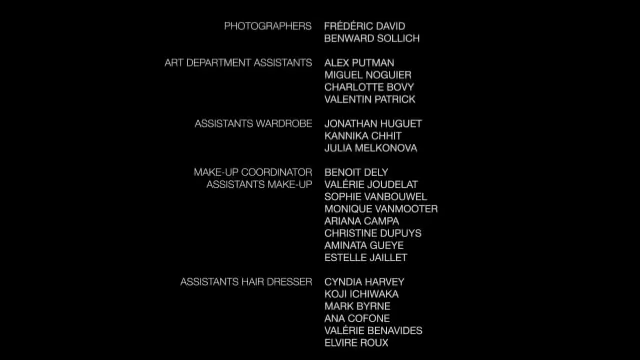 PHOTOGRAPHERS FRÉDÉRIC DAVID
BENWARD SOLLICH
ART DEPARTMENT ASSISTANTS ALEX PUTMAN
MIGUEL NOGUIER
CHARLOTTE BOVY
VALENTIN PATRICK
ASSISTANTS WARDROBE JONATHAN HUGUET
KANNIKA CHHIT
JULIA MELKONOVA
MAKE-UP COORDINATOR BENOIT DELY
ASSISTANTS MAKE-UP VALÉRIE JOUDELAT
SOPHIE VANBOUWEL
MONIQUE VANMOOTER
ARIANA CAMPA
CHRISTINE DUPUYS
AMINATA GUEYE
ESTELLE JAILLET
ASSISTANTS HAIR DRESSER CYNDIA HARVEY
KOJI ICHIWAKA
MARK BYRNE
ANA COFONE
VALÉRIE BENAVIDES
ELVIRE ROUX